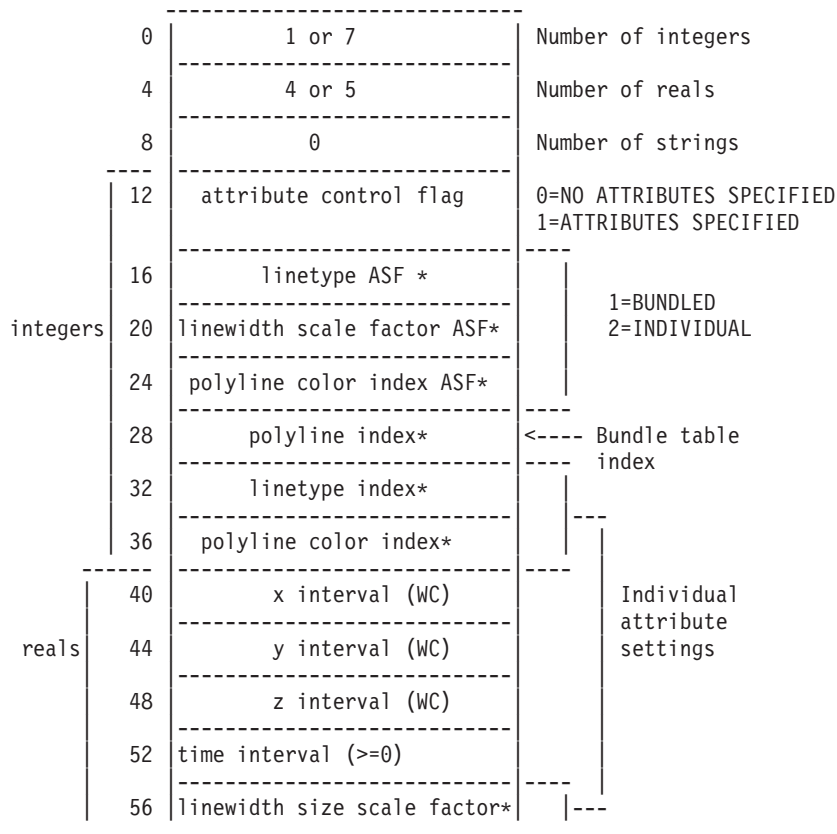 0 1 or 7 Number of integers
4 4 or 5 Number of reals
8 0 Number of strings
12 attribute control flag 0=NO ATTRIBUTES SPECIFIED
1=ATTRIBUTES SPECIFIED
16 linetype ASF *
1=BUNDLED
integers 20 linewidth scale factor ASF* 2=INDIVIDUAL
24 polyline color index ASF*
28 polyline index* <---- Bundle table
index
32 linetype index*
36 polyline color index*
40 x interval (WC) Individual
attribute
reals 44 y interval (WC) settings
48 z interval (WC)
52 time interval (>=0)
56 linewidth size scale factor*